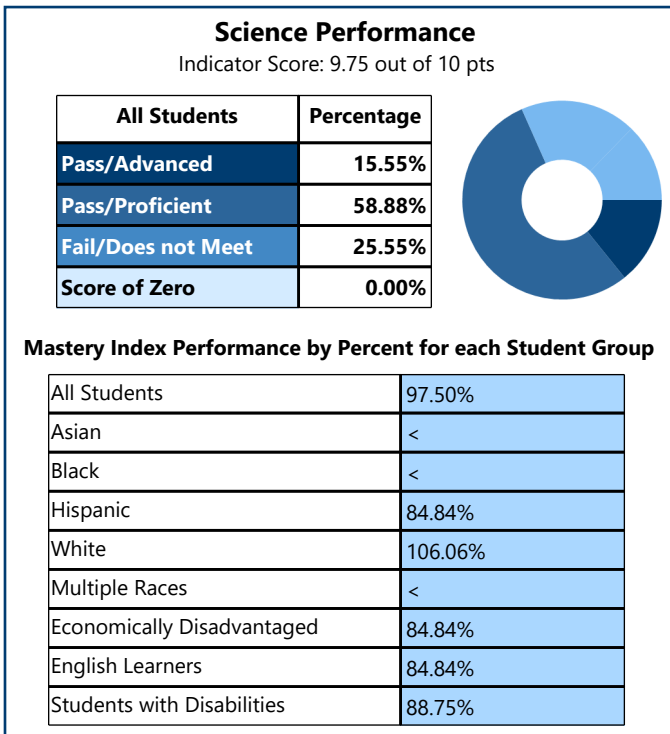 Science Performance
Indicator Score: 9.75 out of 10 pts
All Students Percentage
Pass/Advanced 15.55%
Pass/Proficient 58.88%
Fail/Does not Meet 25.55%
Score of Zero 0.00%
Mastery Index Performance by Percent for each Student Group
All Students 97.50%
Asian <
Black <
Hispanic 84.84%
White 106.06%
Multiple Races <
Economically Disadvantaged 84.84%
English Learners 84.84%
Students with Disabilities 88.75%